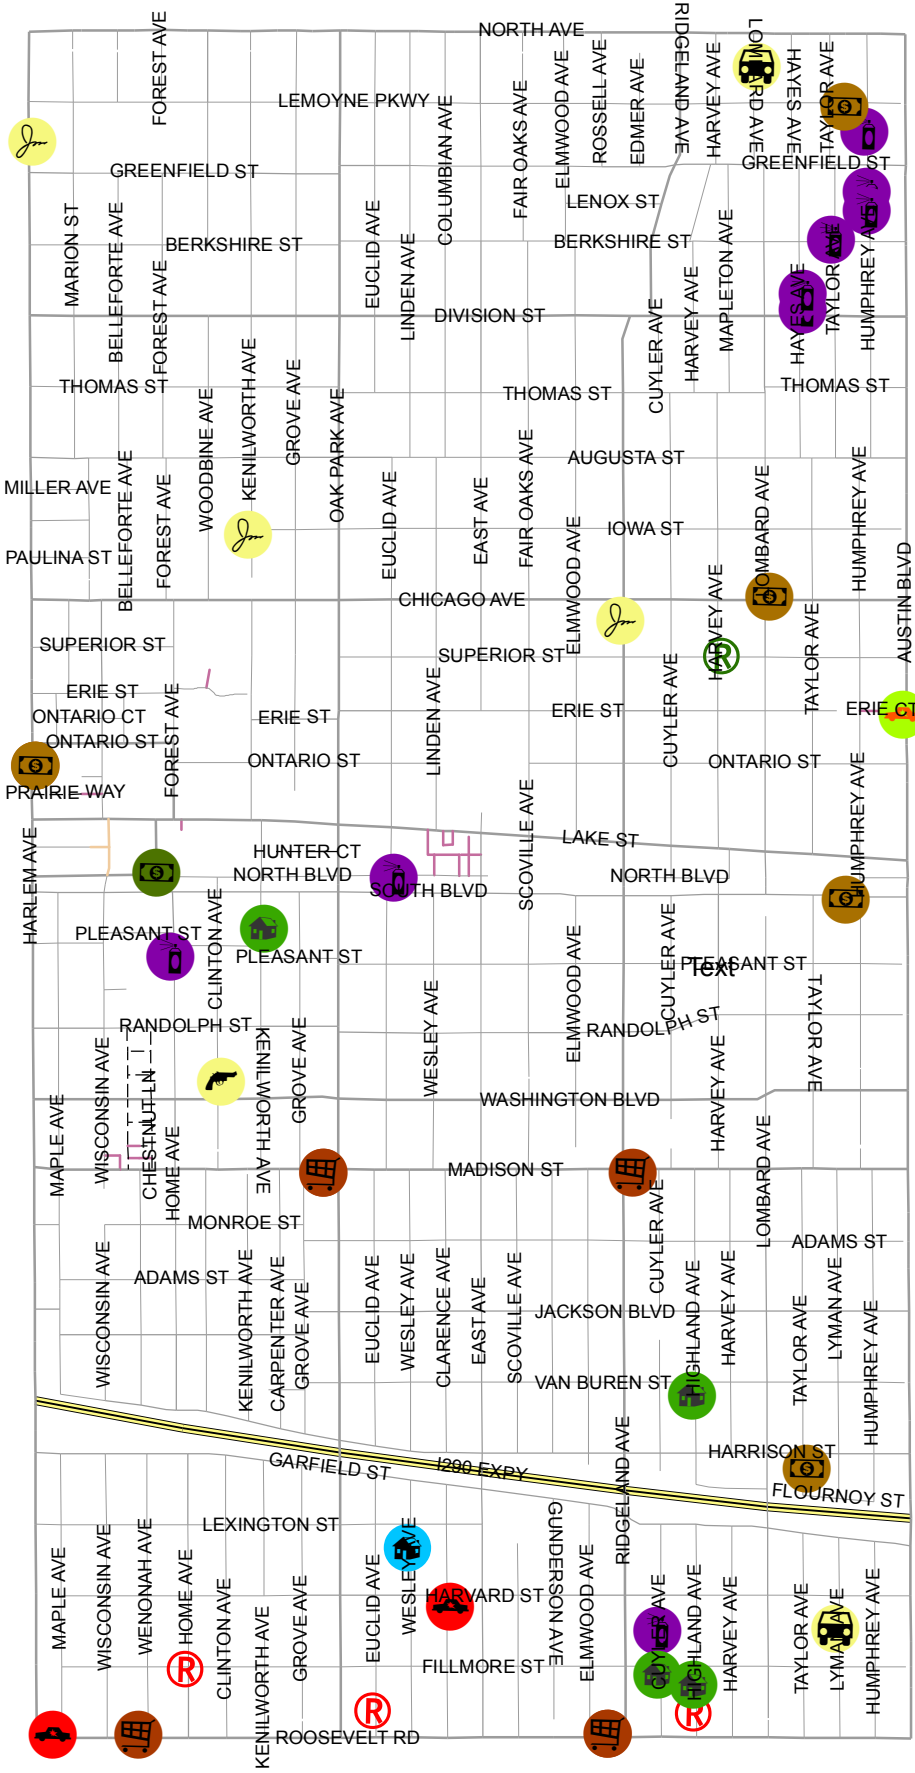 NORTH AVE
FOREST AVE
RIDGELAND AVE
LOMBARD AVE
HARVEY AVE
HAYES AVE
TAYLOR AVE
ROSSELL AVE
ELMWOOD AVE
EDMER AVE
FAIR OAKS AVE
COLUMBIAN AVE
LEMOYNE PKWY
GREENFIELD ST
GREENFIELD ST
LENOX ST
MARION ST
BELLEFORTE AVE
BERKSHIRE ST
EUCLID AVE
LINDEN AVE
BERKSHIRE ST
MAPLETON AVE
TAYLOR AVE
HUMPHREY AVE
FOREST AVE
HARVEY AVE
CUYLER AVE
HAYES AVE
DIVISION ST
THOMAS ST
KENILWORTH AVE
GROVE AVE
THOMAS ST
THOMAS ST
WOODBINE AVE
OAK PARK AVE
AUGUSTA ST
MILLER AVE
BELLEFORTE AVE
FOREST AVE
EUCLID AVE
EAST AVE
FAIR OAKS AVE
ELMWOOD AVE
IOWA ST
LOMBARD AVE
HUMPHREY AVE
AUSTIN BLVD
PAULINA ST
CHICAGO AVE
HARVEY AVE
SUPERIOR ST
SUPERIOR ST
TAYLOR AVE
CUYLER AVE
ERIE ST
ONTARIO CT
ONTARIO ST
FOREST AVE
ERIE ST
LINDEN AVE
ERIE ST
ERIE CT
ONTARIO ST
ONTARIO ST
PRAIRIE WAY
SCOVILLE AVE
HUMPHREY AVE
HARLEM AVE
LAKE ST
HUNTER CT
NORTH BLVD
SOUTH BLVD
NORTH BLVD
CLINTON AVE
PLEASANT ST
PLEASANT ST
CUYLER AVE
ELMWOOD AVE
PLEASANT ST
Text
WESLEY AVE
TAYLOR AVE
RANDOLPH ST
RANDOLPH ST
KENILWORTH AVE
GROVE AVE
WISCONSIN AVE
CHESTNUT LN
HARVEY AVE
WASHINGTON BLVD
MAPLE AVE
HOME AVE
LOMBARD AVE
MADISON ST
CUYLER AVE
MONROE ST
ADAMS ST
WISCONSIN AVE
ADAMS ST
KENILWORTH AVE
CARPENTER AVE
GROVE AVE
EUCLID AVE
WESLEY AVE
CLARENCE AVE
EAST AVE
SCOVILLE AVE
JACKSON BLVD
HIGHLAND AVE
HARVEY AVE
TAYLOR AVE
LYMAN AVE
HUMPHREY AVE
VAN BUREN ST
RIDGELAND AVE
HARRISON ST
GARFIELD ST
I290 EXPY
FLOURNOY ST
LEXINGTON ST
GUNDERSON AVE
MAPLE AVE
WISCONSIN AVE
WENONAH AVE
HOME AVE
CLINTON AVE
KENILWORTH AVE
GROVE AVE
EUCLID AVE
WESLEY AVE
HARVARD ST
ELMWOOD AVE
CUYLER AVE
HIGHLAND AVE
HARVEY AVE
TAYLOR AVE
LYMAN AVE
HUMPHREY AVE
FILLMORE ST
ROOSEVELT RD
®
®
®
®